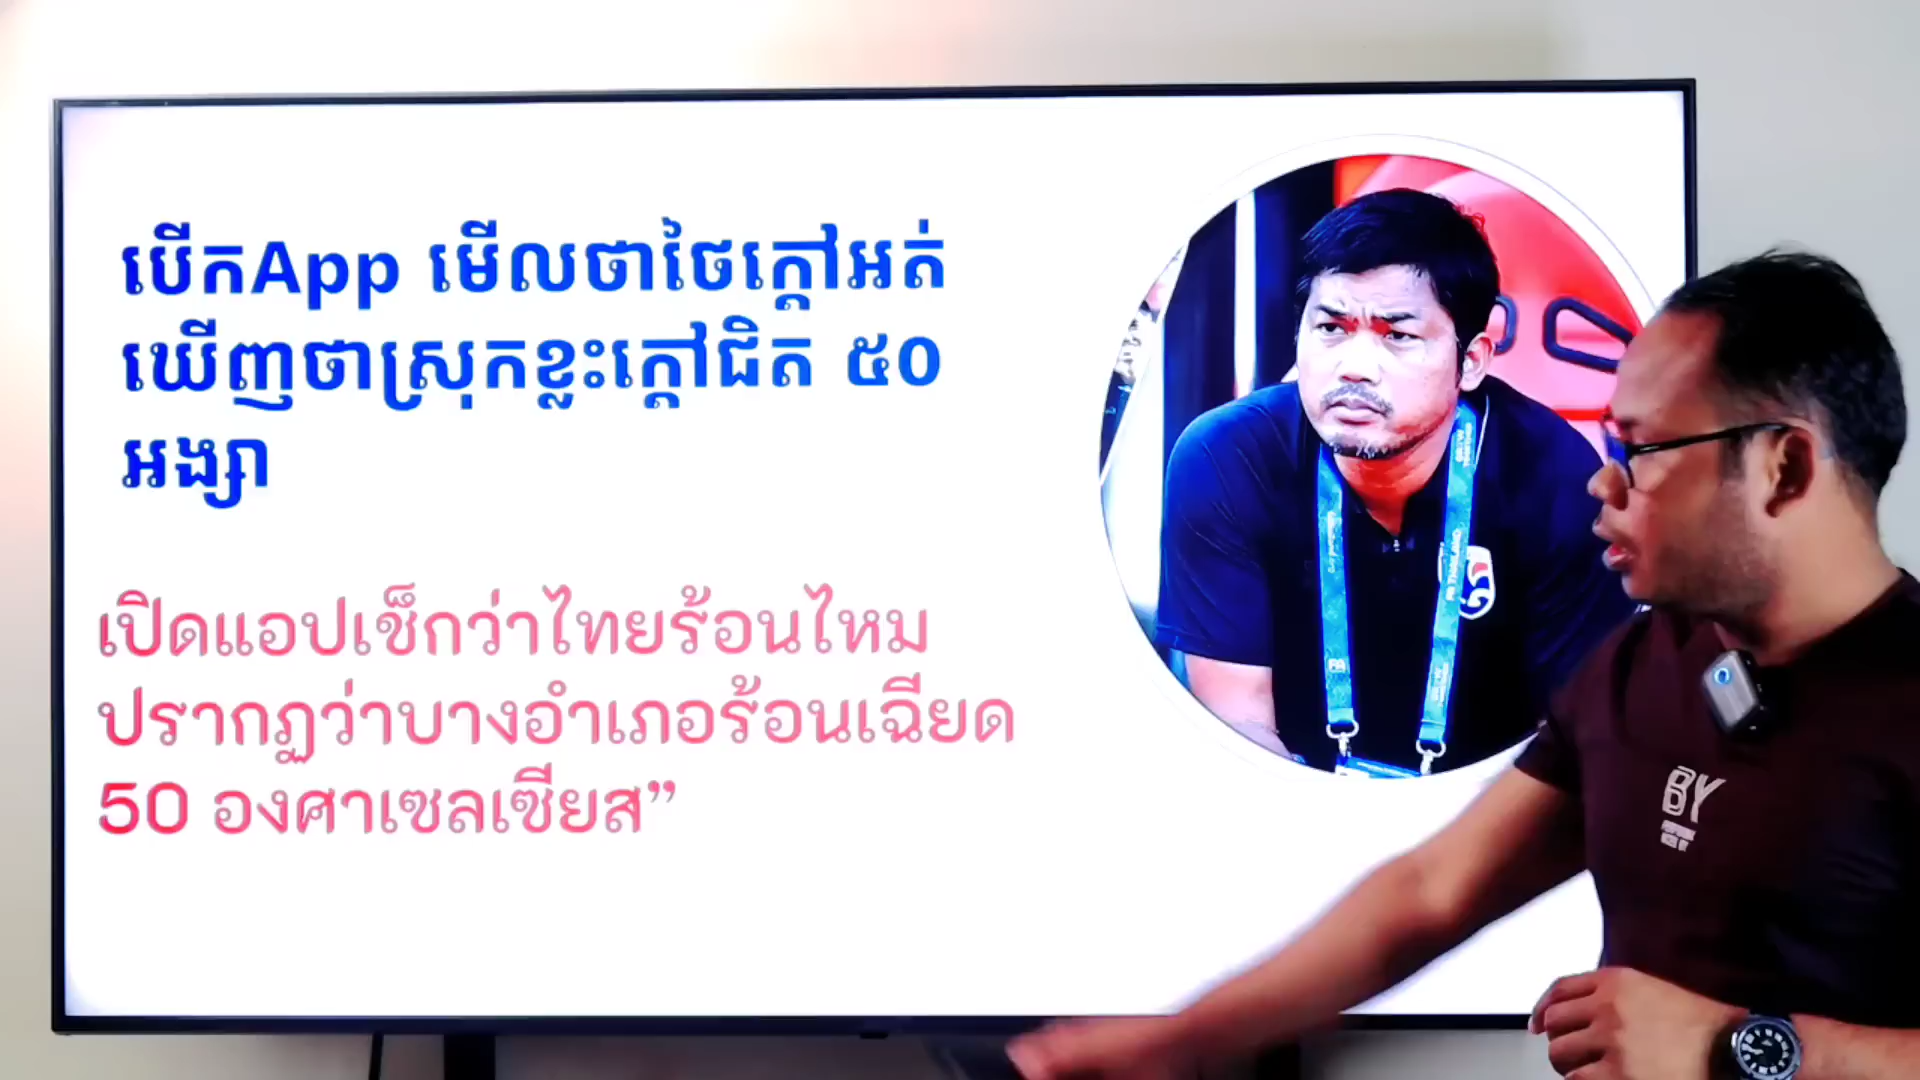 បើកApp មើលថាថៃក្តៅអត់
ឃើញថាស្រុកខ្លះក្តៅជិត ៥០
អង្សា
เปิดแอปเช็กว่าไทยร้อนไหม
ปรากฏว่าบางอำเภอร้อนเฉียด
50 องศาเซลเซียส”
BY